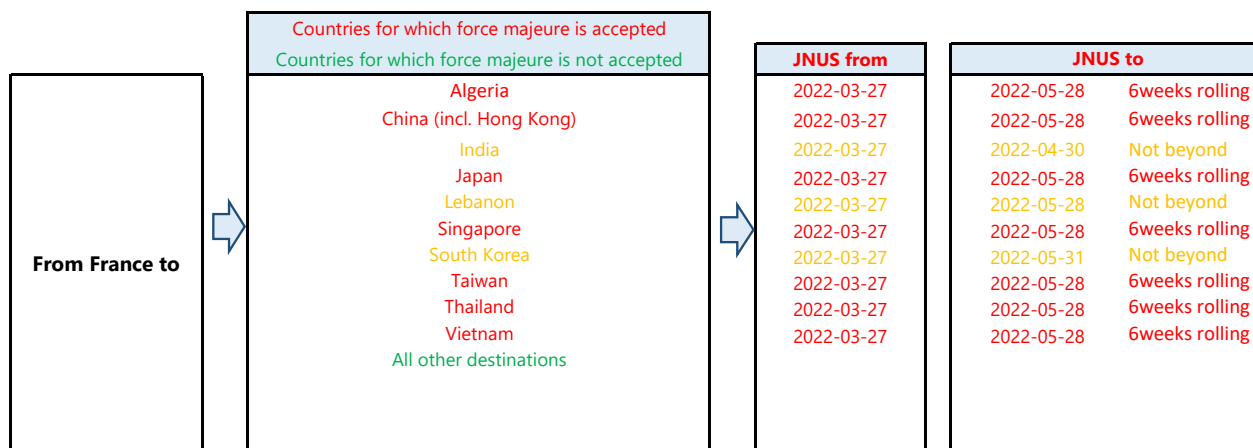 Countries for which force majeure is accepted
Countries for which force majeure is not accepted
JNUS from
JNUS to
From France to
Algeria 2022-03-27 2022-05-28 6weeks rolling
China (incl. Hong Kong) 2022-03-27 2022-05-28 6weeks rolling
India 2022-03-27 2022-04-30 Not beyond
Japan 2022-03-27 2022-05-28 6weeks rolling
Lebanon 2022-03-27 2022-05-28 Not beyond
Singapore 2022-03-27 2022-05-28 6weeks rolling
South Korea 2022-03-27 2022-05-31 Not beyond
Taiwan 2022-03-27 2022-05-28 6weeks rolling
Thailand 2022-03-27 2022-05-28 6weeks rolling
Vietnam 2022-03-27 2022-05-28 6weeks rolling
All other destinations